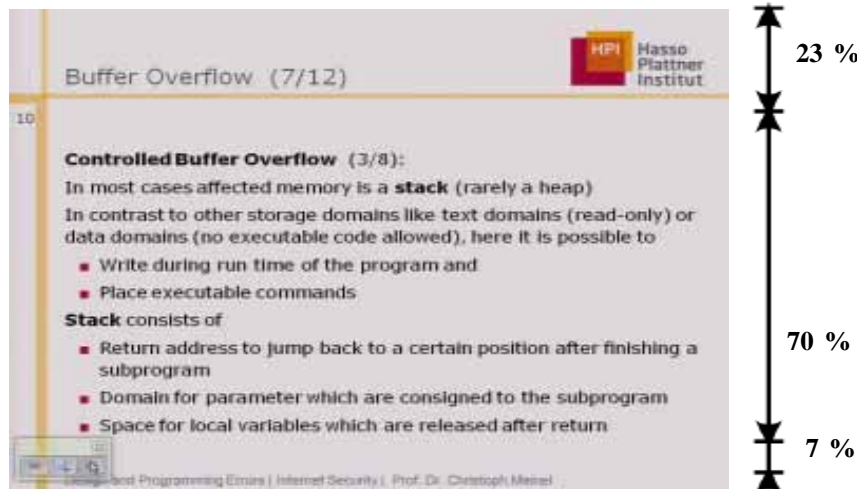 HPI Hasso
Plattner
Institut
Buffer Overflow (7/12)
10
Controlled Buffer Overflow (3/8):
In most cases affected memory is a stack (rarely a heap)
In contrast to other storage domains like text domains (read-only) or
data domains (no executable code allowed), here it is possible to
Write during run time of the program and
Place executable commands
Stack consists of
Return address to jump back to a certain position after finishing a
subprogram
Domain for parameter which are consigned to the subprogram
Space for local variables which are released after return
and Programming Errors | Internet Security | Prof. Dr. Christoph Meinel
23 %
70 %
7 %